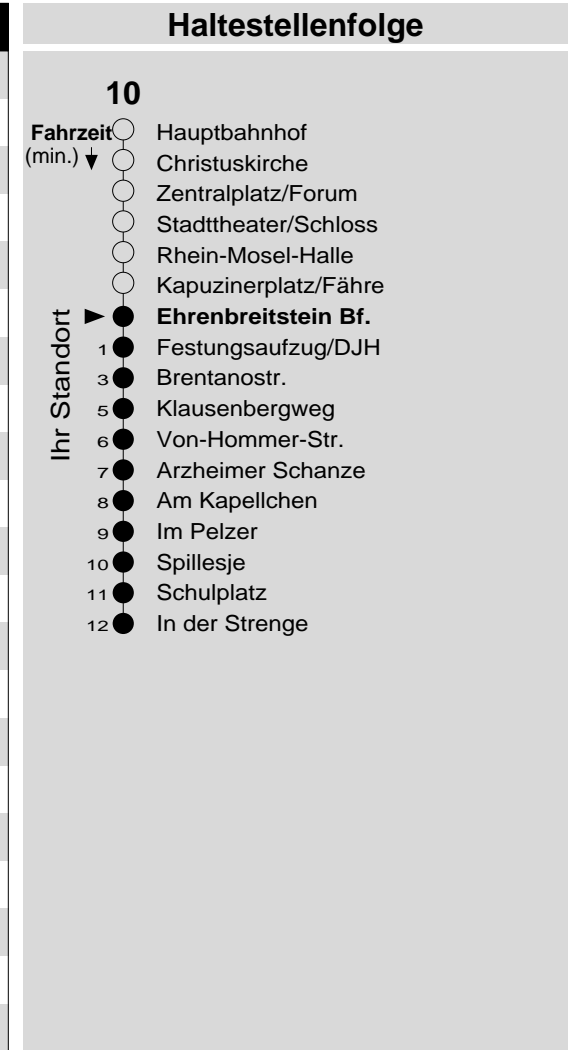 Haltestellenfolge
10
Fahrzeit
(min.)
Hauptbahnhof
Christuskirche
Zentralplatz/Forum
Stadttheater/Schloss
Rhein-Mosel-Halle
Kapuzinerplatz/Fähre
Ihr Standort
Ehrenbreitstein Bf.
1 Festungsaufzug/DJH
3 Brentanostr.
5 Klausenbergweg
6 Von-Hommer-Str.
7 Arzheimer Schanze
8 Am Kapellchen
9 Im Pelzer
10 Spillesje
11 Schulplatz
12 In der Strenge